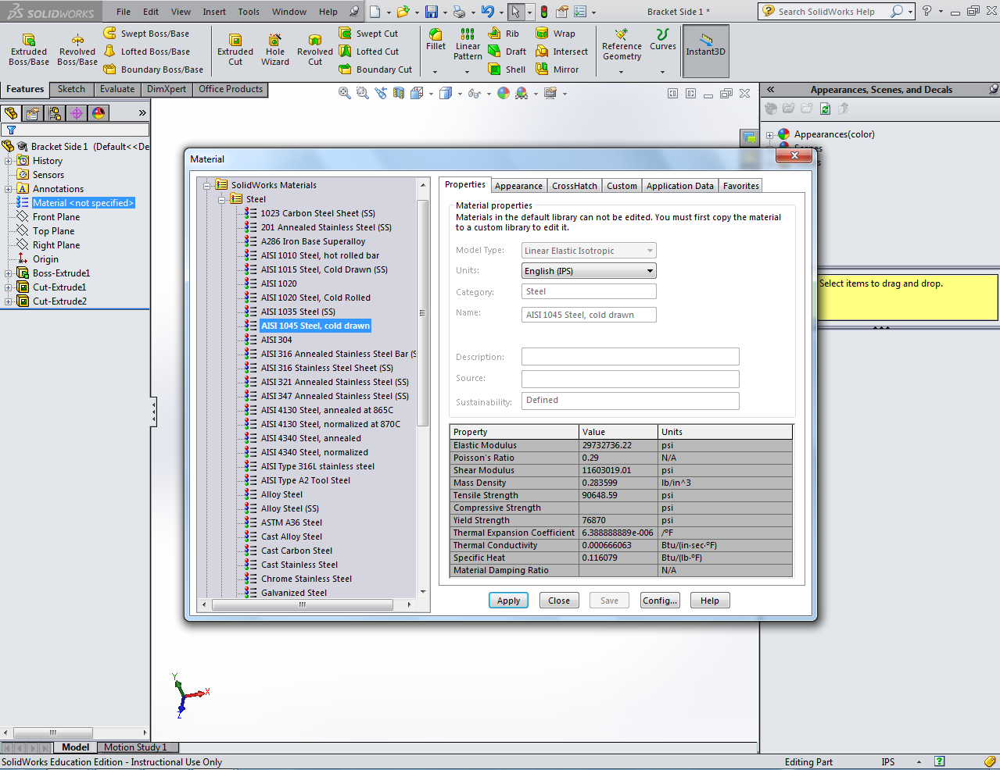 SOLIDWORKS File Edit View Insert Tools Window Help Bracket Side 1 * Search SolidWorks Help
Extruded Boss/Base
Revolved Boss/Base
Swept Boss/Base
Lofted Boss/Base
Boundary Boss/Base
Extruded Cut
Hole Wizard
Revolved Cut
Swept Cut
Lofted Cut
Boundary Cut
Fillet
Linear Pattern
Rib
Draft
Shell
Wrap
Intersect
Mirror
Reference Geometry
Curves
Instant3D
Features Sketch Evaluate DimXpert Office Products
Bracket Side 1 (Default<<De
History
Sensors
Annotations
Material <not specified>
Front Plane
Top Plane
Right Plane
Origin
Boss-Extrude1
Cut-Extrude1
Cut-Extrude2
Appearances, Scenes, and Decals
Appearances(color)
Select items to drag and drop.
Material
SolidWorks Materials
Steel
1023 Carbon Steel Sheet (SS)
201 Annealed Stainless Steel (SS)
A286 Iron Base Superalloy
AISI 1010 Steel, hot rolled bar
AISI 1015 Steel, Cold Drawn (SS)
AISI 1020
AISI 1020 Steel, Cold Rolled
AISI 1035 Steel (SS)
AISI 1045 Steel, cold drawn
AISI 304
AISI 316 Annealed Stainless Steel Bar (S
AISI 316 Stainless Steel Sheet (SS)
AISI 321 Annealed Stainless Steel (SS)
AISI 347 Annealed Stainless Steel (SS)
AISI 4130 Steel, annealed at 865C
AISI 4130 Steel, normalized at 870C
AISI 4340 Steel, annealed
AISI 4340 Steel, normalized
AISI Type 316L stainless steel
AISI Type A2 Tool Steel
Alloy Steel
Alloy Steel (SS)
ASTM A36 Steel
Cast Alloy Steel
Cast Carbon Steel
Cast Stainless Steel
Chrome Stainless Steel
Galvanized Steel
Properties Appearance CrossHatch Custom Application Data Favorites
Material properties
Materials in the default library can not be edited. You must first copy the material
to a custom library to edit it.
Model Type: Linear Elastic Isotropic
Units: English (IPS)
Category: Steel
Name: AISI 1045 Steel, cold drawn
Description:
Source:
Sustainability: Defined
Property Value Units
Elastic Modulus 29732736.22 psi
Poisson's Ratio 0.29 N/A
Shear Modulus 11603019.01 psi
Mass Density 0.283599 lb/in^3
Tensile Strength 90648.59 psi
Compressive Strength psi
Yield Strength 76870 psi
Thermal Expansion Coefficient 6.388888889e-006 /°F
Thermal Conductivity 0.000666063 Btu/(in·sec·°F)
Specific Heat 0.116079 Btu/(lb·°F)
Material Damping Ratio N/A
Apply Close Save Config... Help
Y
X
Z
Model Motion Study 1
SolidWorks Education Edition - Instructional Use Only Editing Part IPS